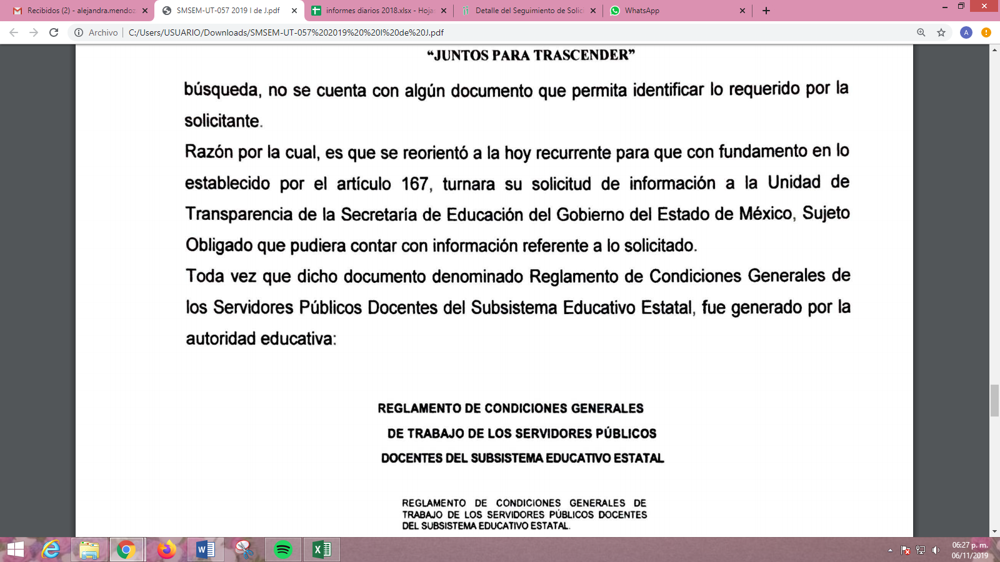 Recibidos (2) - alejandra.mendoz
SMSEM-UT-057 2019 I de J.pdf
informes diarios 2018.xlsx - Hoja
Detalle del Seguimiento de Solici
WhatsApp
Archivo
C:/Users/USUARIO/Downloads/SMSEM-UT-057%202019%20%20I%20de%20J.pdf
A
“JUNTOS PARA TRASCENDER”
búsqueda, no se cuenta con algún documento que permita identificar lo requerido por la
solicitante.
Razón por la cual, es que se reorientó a la hoy recurrente para que con fundamento en lo
establecido por el artículo 167, turnara su solicitud de información a la Unidad de
Transparencia de la Secretaría de Educación del Gobierno del Estado de México, Sujeto
Obligado que pudiera contar con información referente a lo solicitado.
Toda vez que dicho documento denominado Reglamento de Condiciones Generales de
los Servidores Públicos Docentes del Subsistema Educativo Estatal, fue generado por la
autoridad educativa:
REGLAMENTO DE CONDICIONES GENERALES
DE TRABAJO DE LOS SERVIDORES PÚBLICOS
DOCENTES DEL SUBSISTEMA EDUCATIVO ESTATAL
REGLAMENTO DE CONDICIONES GENERALES DE
TRABAJO DE LOS SERVIDORES PÚBLICOS DOCENTES
DEL SUBSISTEMA EDUCATIVO ESTATAL.
06:27 p. m.
06/11/2019